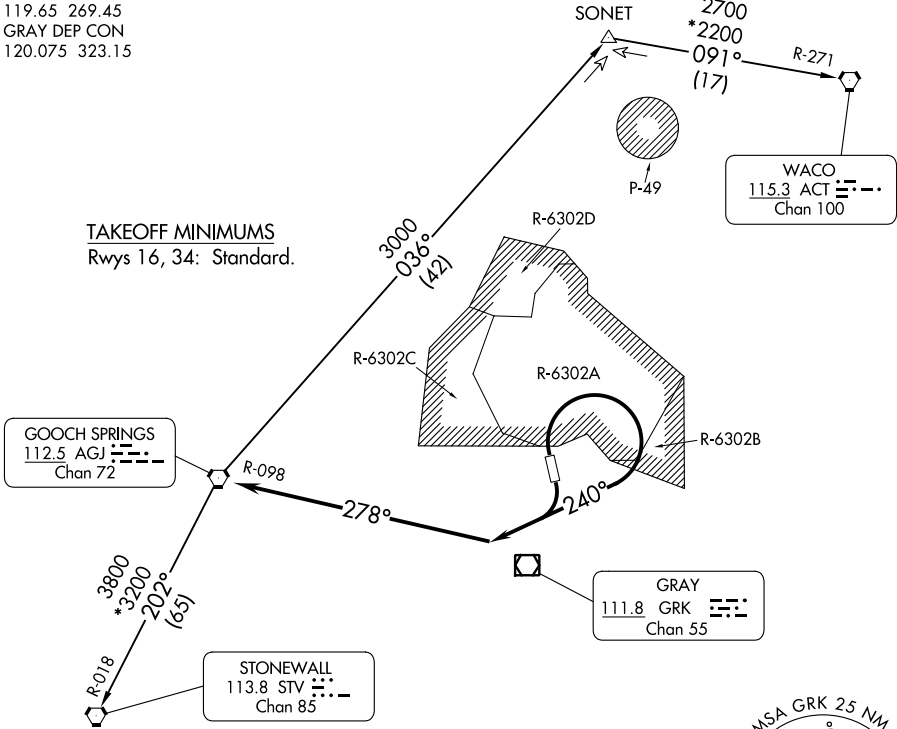 119.65 269.45
GRAY DEP CON
120.075 323.15
SONET
2700
*2200
091°
(17)
R-271
P-49
WACO
115.3 ACT
Chan 100
TAKEOFF MINIMUMS
Rwys 16, 34: Standard.
3000
036°
(42)
R-6302D
R-6302C
R-6302A
R-6302B
GOOCH SPRINGS
112.5 AGJ
Chan 72
R-098
278°
240°
GRAY
111.8 GRK
Chan 55
3800
*3200
202°
(65)
R-018
STONEWALL
113.8 STV
Chan 85
MSA GRK 25 NM